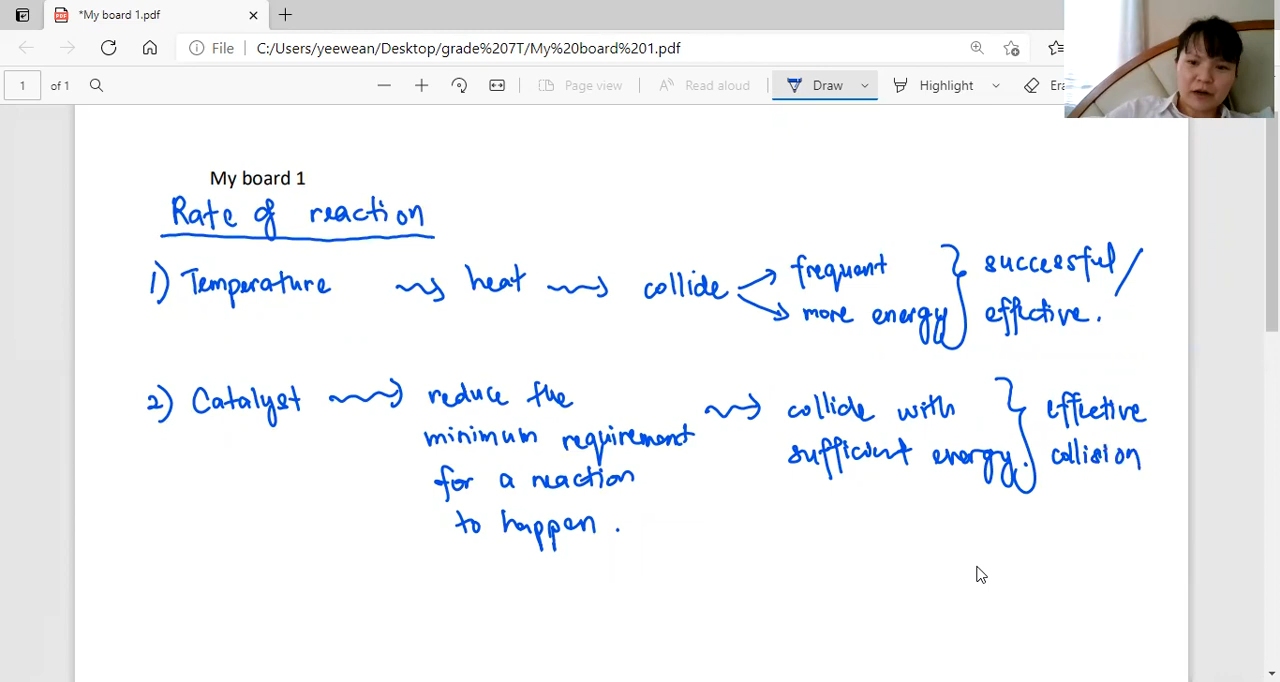 *My board 1.pdf
File C:/Users/yeewean/Desktop/grade%207T/My%20board%201.pdf
1 of 1 Page view Read aloud Draw Highlight
My board 1
Rate of reaction
1) Temperature heat collide frequent more energy successful/ effective.
2) Catalyst reduce the minimum requirement for a reaction to happen. collide with sufficient energy. effective collision